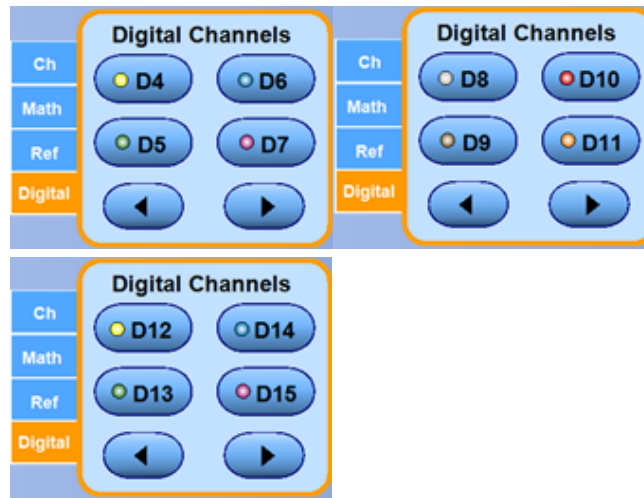 Digital Channels
Ch
D4 D6
Math
D5 D7
Ref
Digital
Digital Channels
Ch
D8 D10
Math
D9 D11
Ref
Digital
Digital Channels
Ch
D12 D14
Math
D13 D15
Ref
Digital